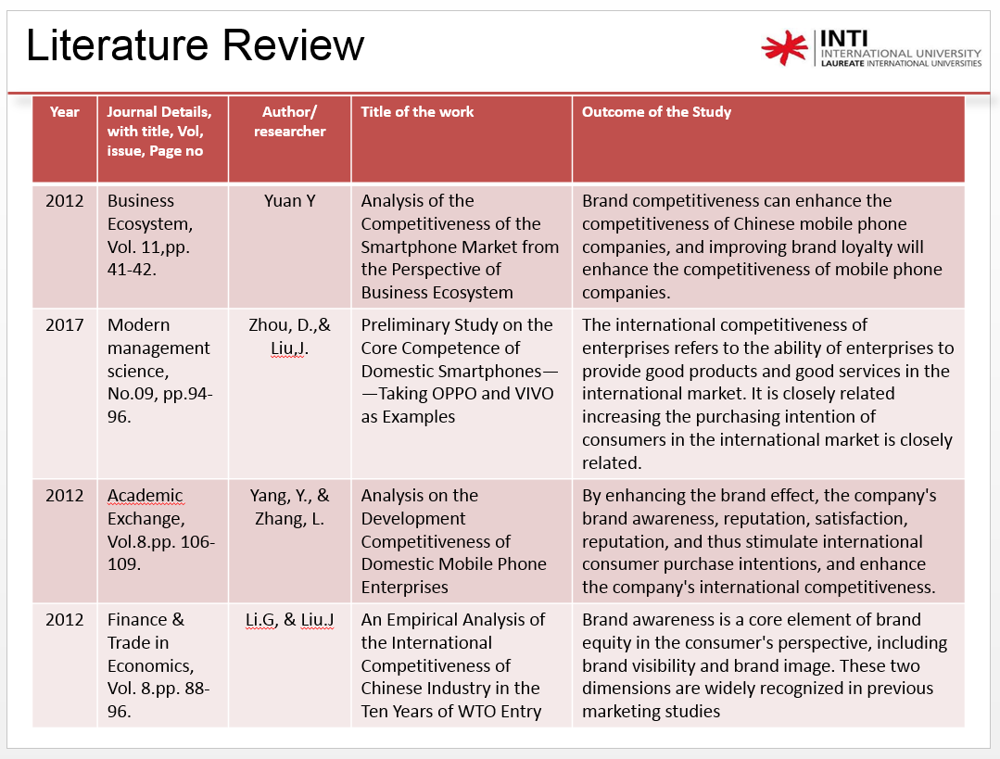 Literature Review
INTI
INTERNATIONAL UNIVERSITY
LAUREATE INTERNATIONAL UNIVERSITIES
Year
Journal Details,
with title, Vol,
issue, Page no
Author/
researcher
Title of the work
Outcome of the Study
2012
Business
Ecosystem,
Vol. 11,pp.
41-42.
Yuan Y
Analysis of the
Competitiveness of the
Smartphone Market from
the Perspective of
Business Ecosystem
Brand competitiveness can enhance the
competitiveness of Chinese mobile phone
companies, and improving brand loyalty will
enhance the competitiveness of mobile phone
companies.
2017
Modern
management
science,
No.09, pp.94-
96.
Zhou, D.,&
Liu,J.
Preliminary Study on the
Core Competence of
Domestic Smartphones—
—Taking OPPO and VIVO
as Examples
The international competitiveness of
enterprises refers to the ability of enterprises to
provide good products and good services in the
international market. It is closely related
increasing the purchasing intention of
consumers in the international market is closely
related.
2012
Academic
Exchange,
Vol.8.pp. 106-
109.
Yang, Y., &
Zhang, L.
Analysis on the
Development
Competitiveness of
Domestic Mobile Phone
Enterprises
By enhancing the brand effect, the company's
brand awareness, reputation, satisfaction,
reputation, and thus stimulate international
consumer purchase intentions, and enhance
the company's international competitiveness.
2012
Finance &
Trade in
Economics,
Vol. 8.pp. 88-
96.
Li.G, & Liu.J
An Empirical Analysis of
the International
Competitiveness of
Chinese Industry in the
Ten Years of WTO Entry
Brand awareness is a core element of brand
equity in the consumer's perspective, including
brand visibility and brand image. These two
dimensions are widely recognized in previous
marketing studies